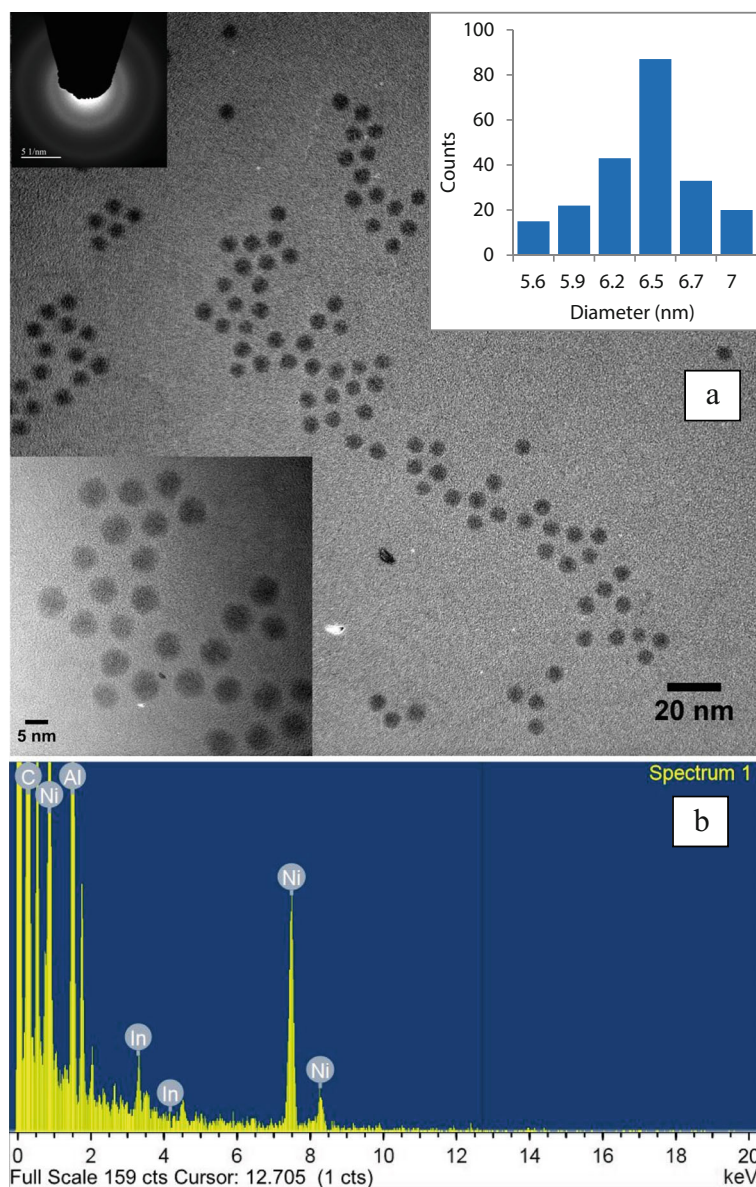 5 1/nm
100
80
60
40
20
0
Counts
5.6 5.9 6.2 6.5 6.7 7
Diameter (nm)
a
5 nm
20 nm
Spectrum 1
b
C
Ni
Al
Ni
In
In
Ni
0 2 4 6 8 10 12 14 16 18 20
Full Scale 159 cts Cursor: 12.705 (1 cts) keV